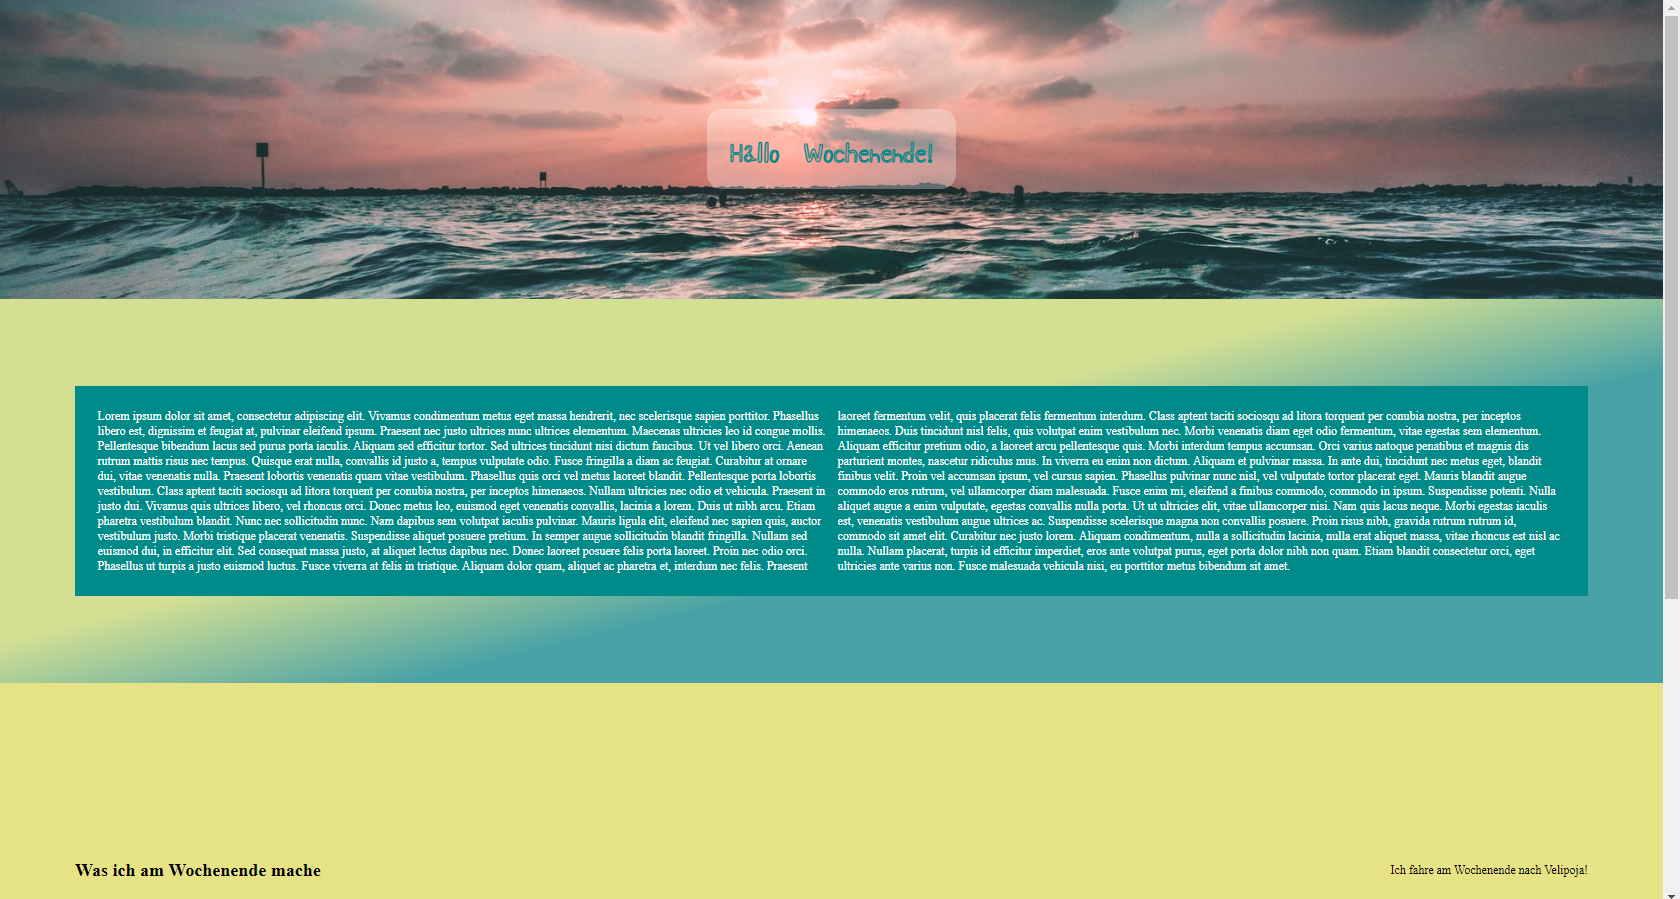 Hallo Wochenende!
Lorem ipsum dolor sit amet, consectetur adipiscing elit. Vivamus condimentum metus eget massa hendrerit, nec scelerisque sapien porttitor. Phasellus
libero est, dignissim et feugiat at, pulvinar eleifend ipsum. Praesent nec justo ultrices nunc ultrices elementum. Maecenas ultricies leo id congue mollis.
Pellentesque bibendum lacus sed purus porta iaculis. Aliquam sed efficitur tortor. Sed ultrices tincidunt nisi dictum faucibus. Ut vel libero orci. Aenean
rutrum mattis risus nec tempus. Quisque erat nulla, convallis id justo a, tempus vulputate odio. Fusce fringilla a diam ac feugiat. Curabitur at ornare
dui, vitae venenatis nulla. Praesent lobortis venenatis quam vitae vestibulum. Phasellus quis orci vel metus laoreet blandit. Pellentesque porta lobortis
vestibulum. Class aptent taciti sociosqu ad litora torquent per conubia nostra, per inceptos himenaeos. Nullam ultricies nec odio et vehicula. Praesent in
justo dui. Vivamus quis ultrices libero, vel rhoncus orci. Donec metus leo, euismod eget venenatis convallis, lacinia a lorem. Duis ut nibh arcu. Etiam
pharetra vestibulum blandit. Nunc nec sollicitudin nunc. Nam dapibus sem volutpat iaculis pulvinar. Mauris ligula elit, eleifend nec sapien quis, auctor
vestibulum justo. Morbi tristique placerat venenatis. Suspendisse aliquet posuere pretium. In semper augue sollicitudin blandit fringilla. Nullam sed
euismod dui, in efficitur elit. Sed consequat massa justo, at aliquet lectus dapibus nec. Donec laoreet posuere felis porta laoreet. Proin nec odio orci.
Phasellus ut turpis a justo euismod luctus. Fusce viverra at felis in tristique. Aliquam dolor quam, aliquet ac pharetra et, interdum nec felis. Praesent
laoreet fermentum velit, quis placerat felis fermentum interdum. Class aptent taciti sociosqu ad litora torquent per conubia nostra, per inceptos
himenaeos. Duis tincidunt nisl felis, quis volutpat enim vestibulum nec. Morbi venenatis diam eget odio fermentum, vitae egestas sem elementum.
Aliquam efficitur pretium odio, a laoreet arcu pellentesque quis. Morbi interdum tempus accumsan. Orci varius natoque penatibus et magnis dis
parturient montes, nascetur ridiculus mus. In viverra eu enim non dictum. Aliquam et pulvinar massa. In ante dui, tincidunt nec metus eget, blandit
finibus velit. Proin vel accumsan ipsum, vel cursus sapien. Phasellus pulvinar nunc nisl, vel vulputate tortor placerat eget. Mauris blandit augue
commodo eros rutrum, vel ullamcorper diam malesuada. Fusce enim mi, eleifend a finibus commodo, commodo in ipsum. Suspendisse potenti. Nulla
aliquet augue a enim vulputate, egestas convallis nulla porta. Ut ut ultricies elit, vitae ullamcorper nisi. Nam quis lacus neque. Morbi egestas iaculis
est, venenatis vestibulum augue ultrices ac. Suspendisse scelerisque magna non convallis posuere. Proin risus nibh, gravida rutrum rutrum id,
commodo sit amet elit. Curabitur nec justo lorem. Aliquam condimentum, nulla a sollicitudin lacinia, nulla erat aliquet massa, vitae rhoncus est nisl ac
nulla. Nullam placerat, turpis id efficitur imperdiet, eros ante volutpat purus, eget porta dolor nibh non quam. Etiam blandit consectetur orci, eget
ultricies ante varius non. Fusce malesuada vehicula nisi, eu porttitor metus bibendum sit amet.
Was ich am Wochenende mache
Ich fahre am Wochenende nach Velipoja!